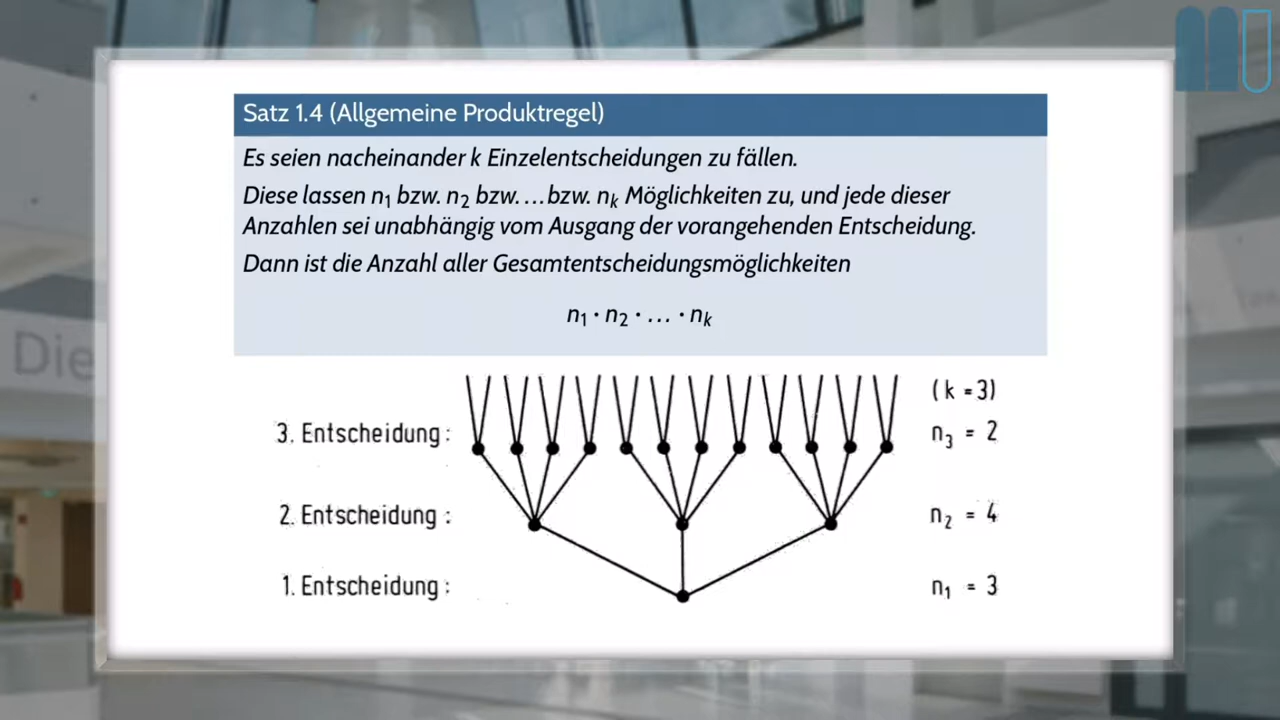 Satz 1.4 (Allgemeine Produktregel)
Es seien nacheinander k Einzelentscheidungen zu fällen.
Diese lassen n₁ bzw. n₂ bzw. … bzw. nₖ Möglichkeiten zu, und jede dieser
Anzahlen sei unabhängig vom Ausgang der vorangehenden Entscheidung.
Dann ist die Anzahl aller Gesamtentscheidungsmöglichkeiten
n₁ · n₂ · … · nₖ
(k = 3)
3. Entscheidung: n₃ = 2
2. Entscheidung: n₂ = 4
1. Entscheidung: n₁ = 3
Die